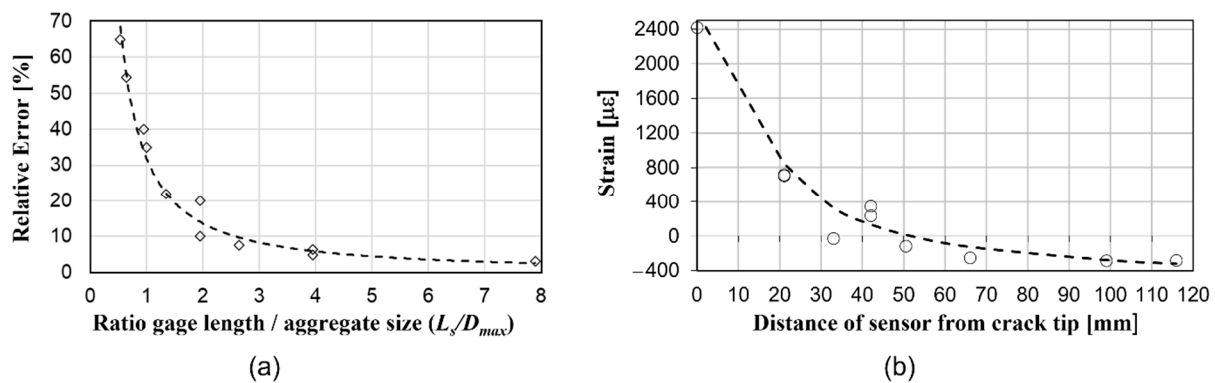 70
60
50
40
30
20
10
0
Relative Error [%]
0 1 2 3 4 5 6 7 8
Ratio gage length / aggregate size (Ls/Dmax)
(a)
2400
2000
1600
1200
800
400
0
−400
Strain [με]
0 10 20 30 40 50 60 70 80 90 100 110 120
Distance of sensor from crack tip [mm]
(b)